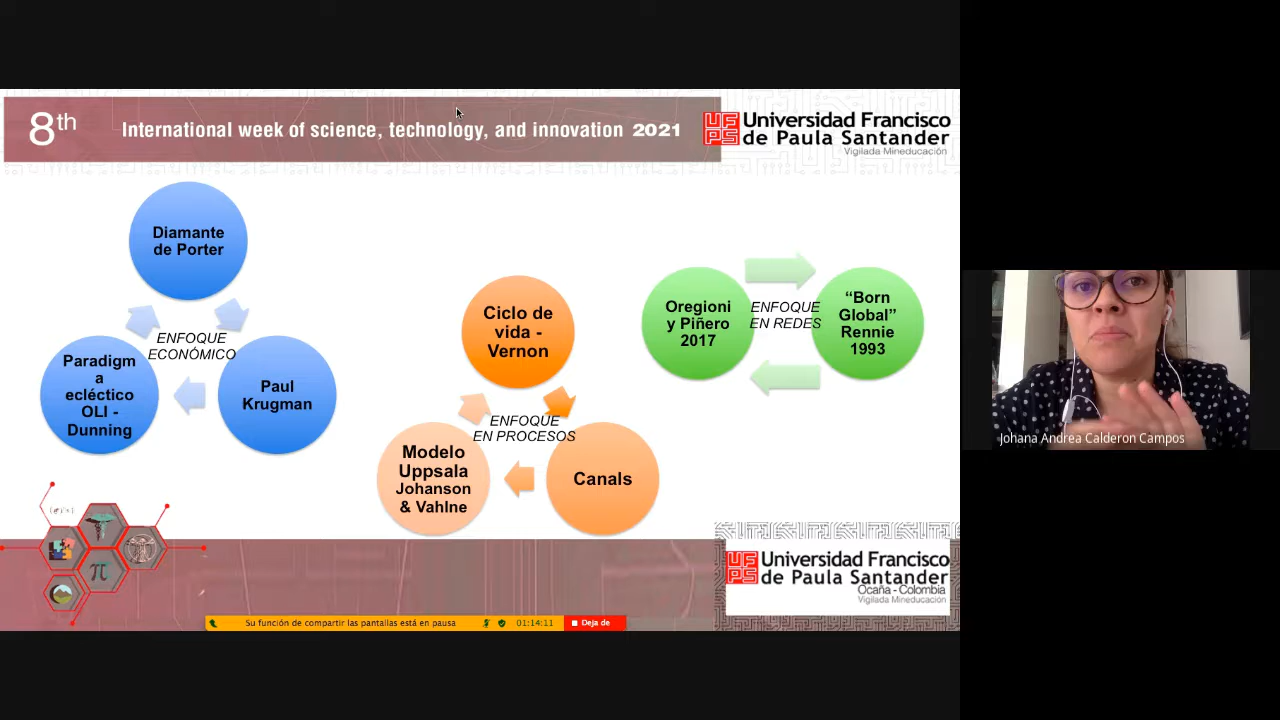 8th
International week of science, technology, and innovation 2021
UFPS
Universidad Francisco
de Paula Santander
Vigilada Mineducación
Diamante
de Porter
ENFOQUE
ECONÓMICO
Paradigm
a
ecléctico
OLI -
Dunning
Paul
Krugman
Ciclo de
vida -
Vernon
ENFOQUE
EN PROCESOS
Modelo
Uppsala
Johanson
& Vahlne
Canals
Oregioni
y Piñero
2017
ENFOQUE
EN REDES
“Born
Global”
Rennie
1993
Johana Andrea Calderon Campos
π
UFPS
Universidad Francisco
de Paula Santander
Ocaña - Colombia
Vigilada Mineducación
Su función de compartir las pantallas está en pausa
01:14:11
Deja de